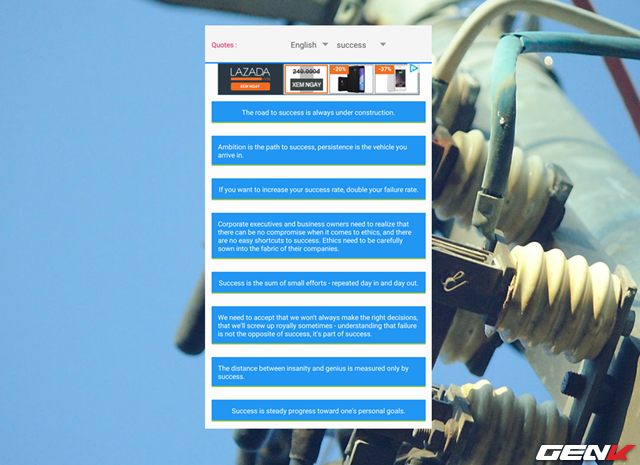 Quotes :
English
success
LAZADA
XEM NGAY
240.000đ
XEM NGAY
-20%
-37%
The road to success is always under construction.
Ambition is the path to success, persistence is the vehicle you
arrive in.
If you want to increase your success rate, double your failure rate.
Corporate executives and business owners need to realize that
there can be no compromise when it comes to ethics, and there
are no easy shortcuts to success. Ethics need to be carefully
sown into the fabric of their companies.
Success is the sum of small efforts - repeated day in and day out.
We need to accept that we won't always make the right decisions,
that we'll screw up royally sometimes - understanding that failure
is not the opposite of success, it's part of success.
The distance between insanity and genius is measured only by
success.
Success is steady progress toward one's personal goals.
GENK